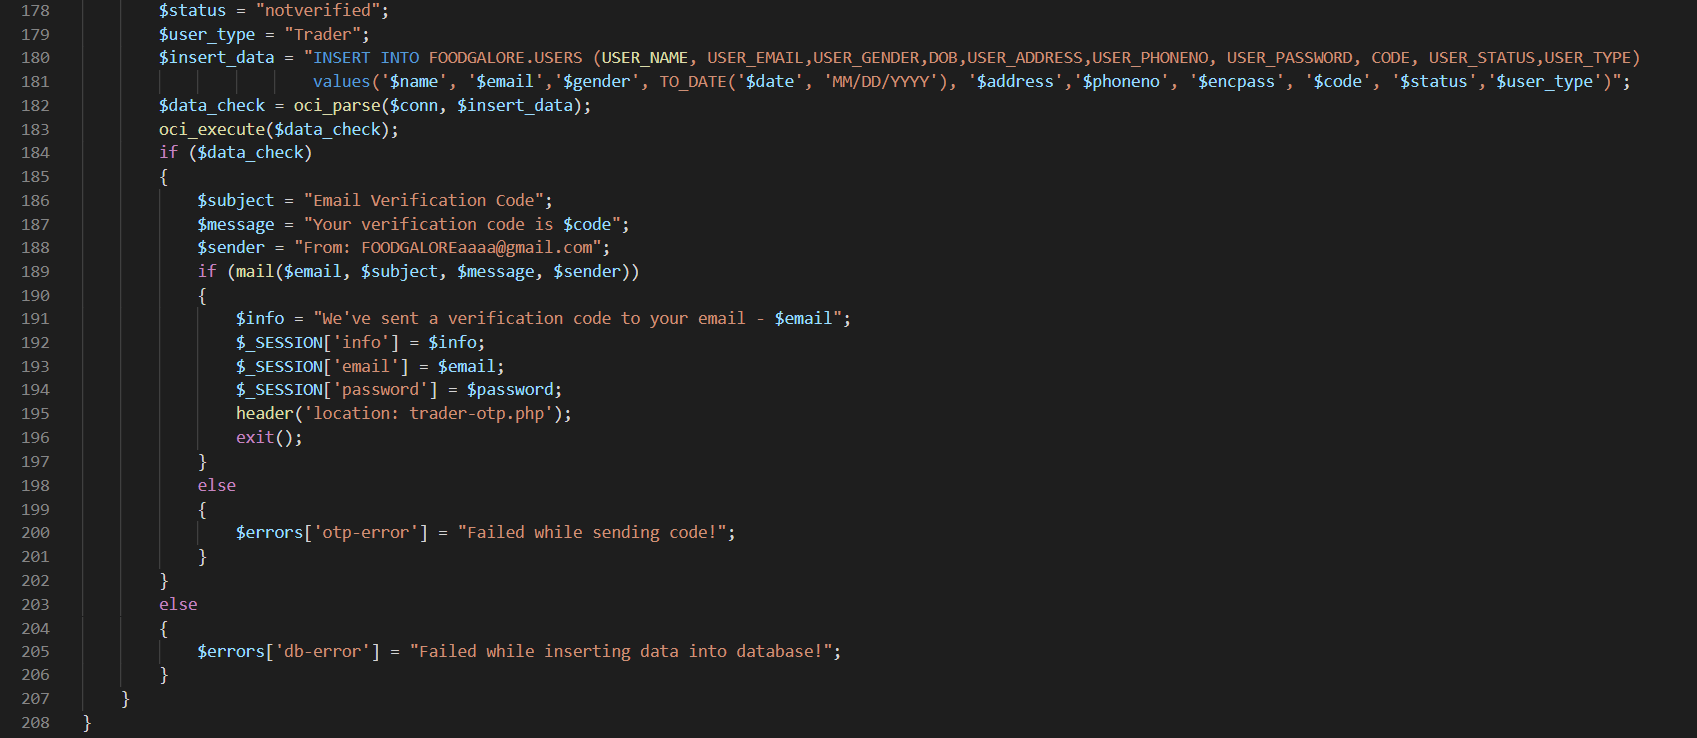 178 $status = "notverified";
179 $user_type = "Trader";
180 $insert_data = "INSERT INTO FOODGALORE.USERS (USER_NAME, USER_EMAIL,USER_GENDER,DOB,USER_ADDRESS,USER_PHONENO, USER_PASSWORD, CODE, USER_STATUS,USER_TYPE)
181 values('$name', '$email','$gender', TO_DATE('$date', 'MM/DD/YYYY'), '$address','$phoneno', '$encpass', '$code', '$status','$user_type')";
182 $data_check = oci_parse($conn, $insert_data);
183 oci_execute($data_check);
184 if ($data_check)
185 {
186 $subject = "Email Verification Code";
187 $message = "Your verification code is $code";
188 $sender = "From: FOODGALOREaaaa@gmail.com";
189 if (mail($email, $subject, $message, $sender))
190 {
191 $info = "We've sent a verification code to your email - $email";
192 $_SESSION['info'] = $info;
193 $_SESSION['email'] = $email;
194 $_SESSION['password'] = $password;
195 header('location: trader-otp.php');
196 exit();
197 }
198 else
199 {
200 $errors['otp-error'] = "Failed while sending code!";
201 }
202 }
203 else
204 {
205 $errors['db-error'] = "Failed while inserting data into database!";
206 }
207 }
208 }